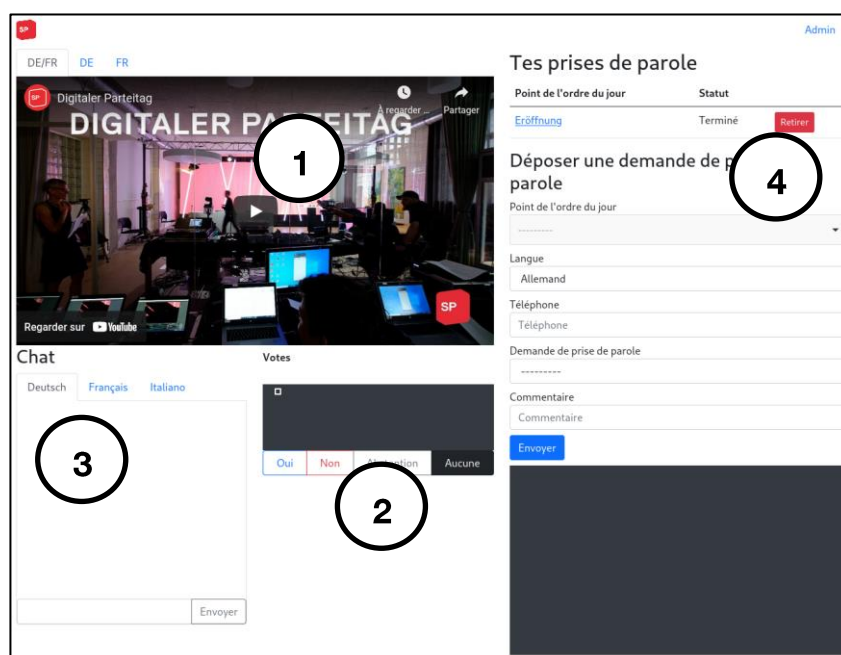 SP
Admin
DE/FR DE FR
SP Digitaler Parteitag
À regarder ... Partager
DIGITALER PARTEITAG
1
SP
Regarder sur YouTube
Chat
Deutsch Français Italiano
3
Envoyer
Votes
Oui Non Abstention Aucune
2
Tes prises de parole
Point de l'ordre du jour Statut
Eröffnung Terminé Retirer
Déposer une demande de
parole
4
Point de l'ordre du jour
---------
Langue
Allemand
Téléphone
Téléphone
Demande de prise de parole
---------
Commentaire
Commentaire
Envoyer